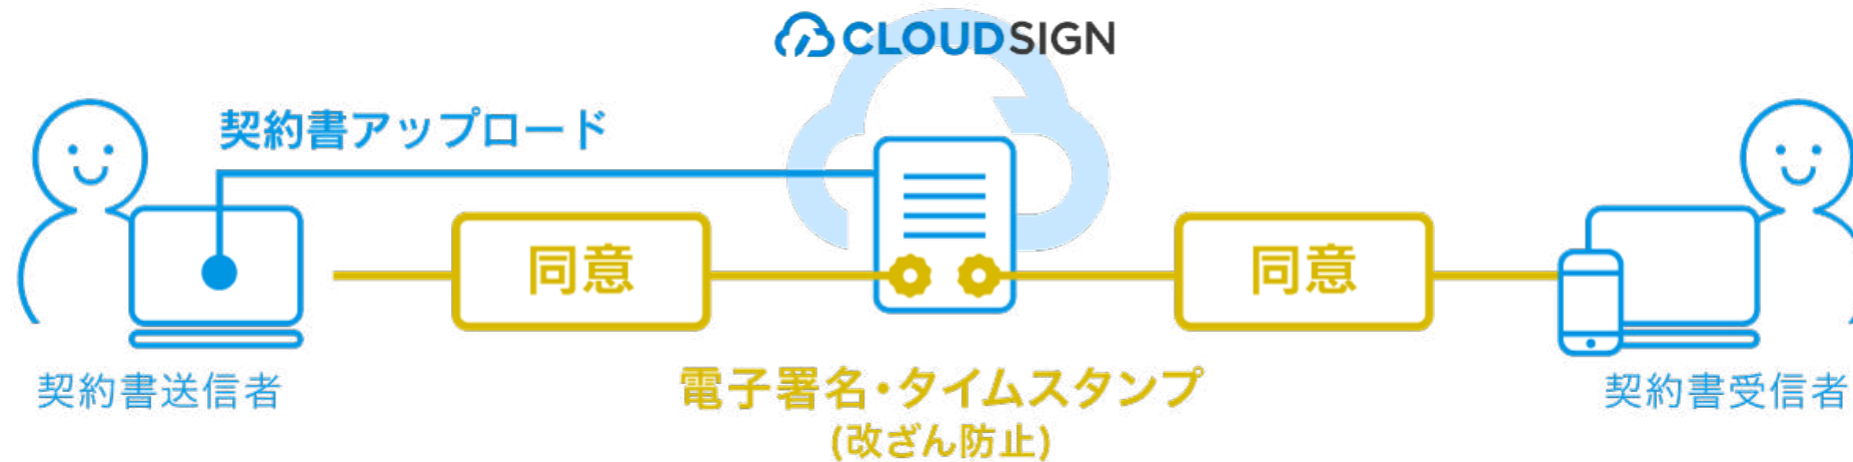 CLOUDSIGN
契約書アップロード
同意
同意
契約書送信者
電子署名・タイムスタンプ
(改ざん防止)
契約書受信者